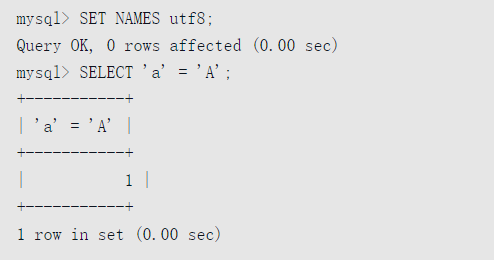 mysql> SET NAMES utf8;
Query OK, 0 rows affected (0.00 sec)
mysql> SELECT 'a' = 'A';
+-----------+
| 'a' = 'A' |
+-----------+
|         1 |
+-----------+
1 row in set (0.00 sec)